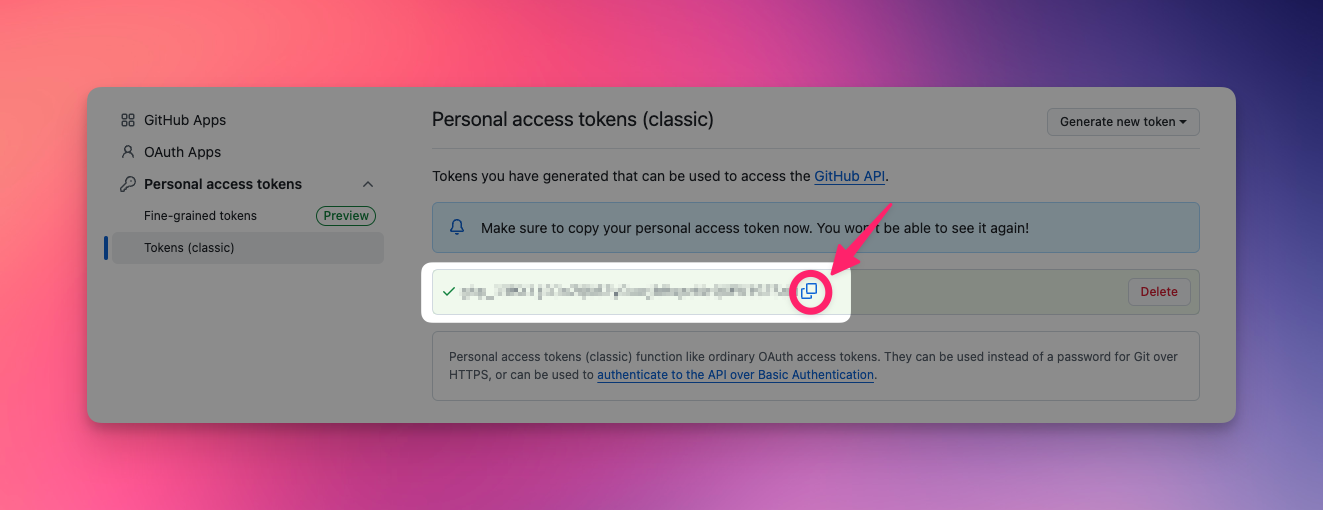 GitHub Apps
OAuth Apps
Personal access tokens
Fine-grained tokens
Preview
Tokens (classic)
Personal access tokens (classic)
Generate new token
Tokens you have generated that can be used to access the GitHub API.
Make sure to copy your personal access token now. You won't be able to see it again!
Delete
Personal access tokens (classic) function like ordinary OAuth access tokens. They can be used instead of a password for Git over
HTTPS, or can be used to authenticate to the API over Basic Authentication.